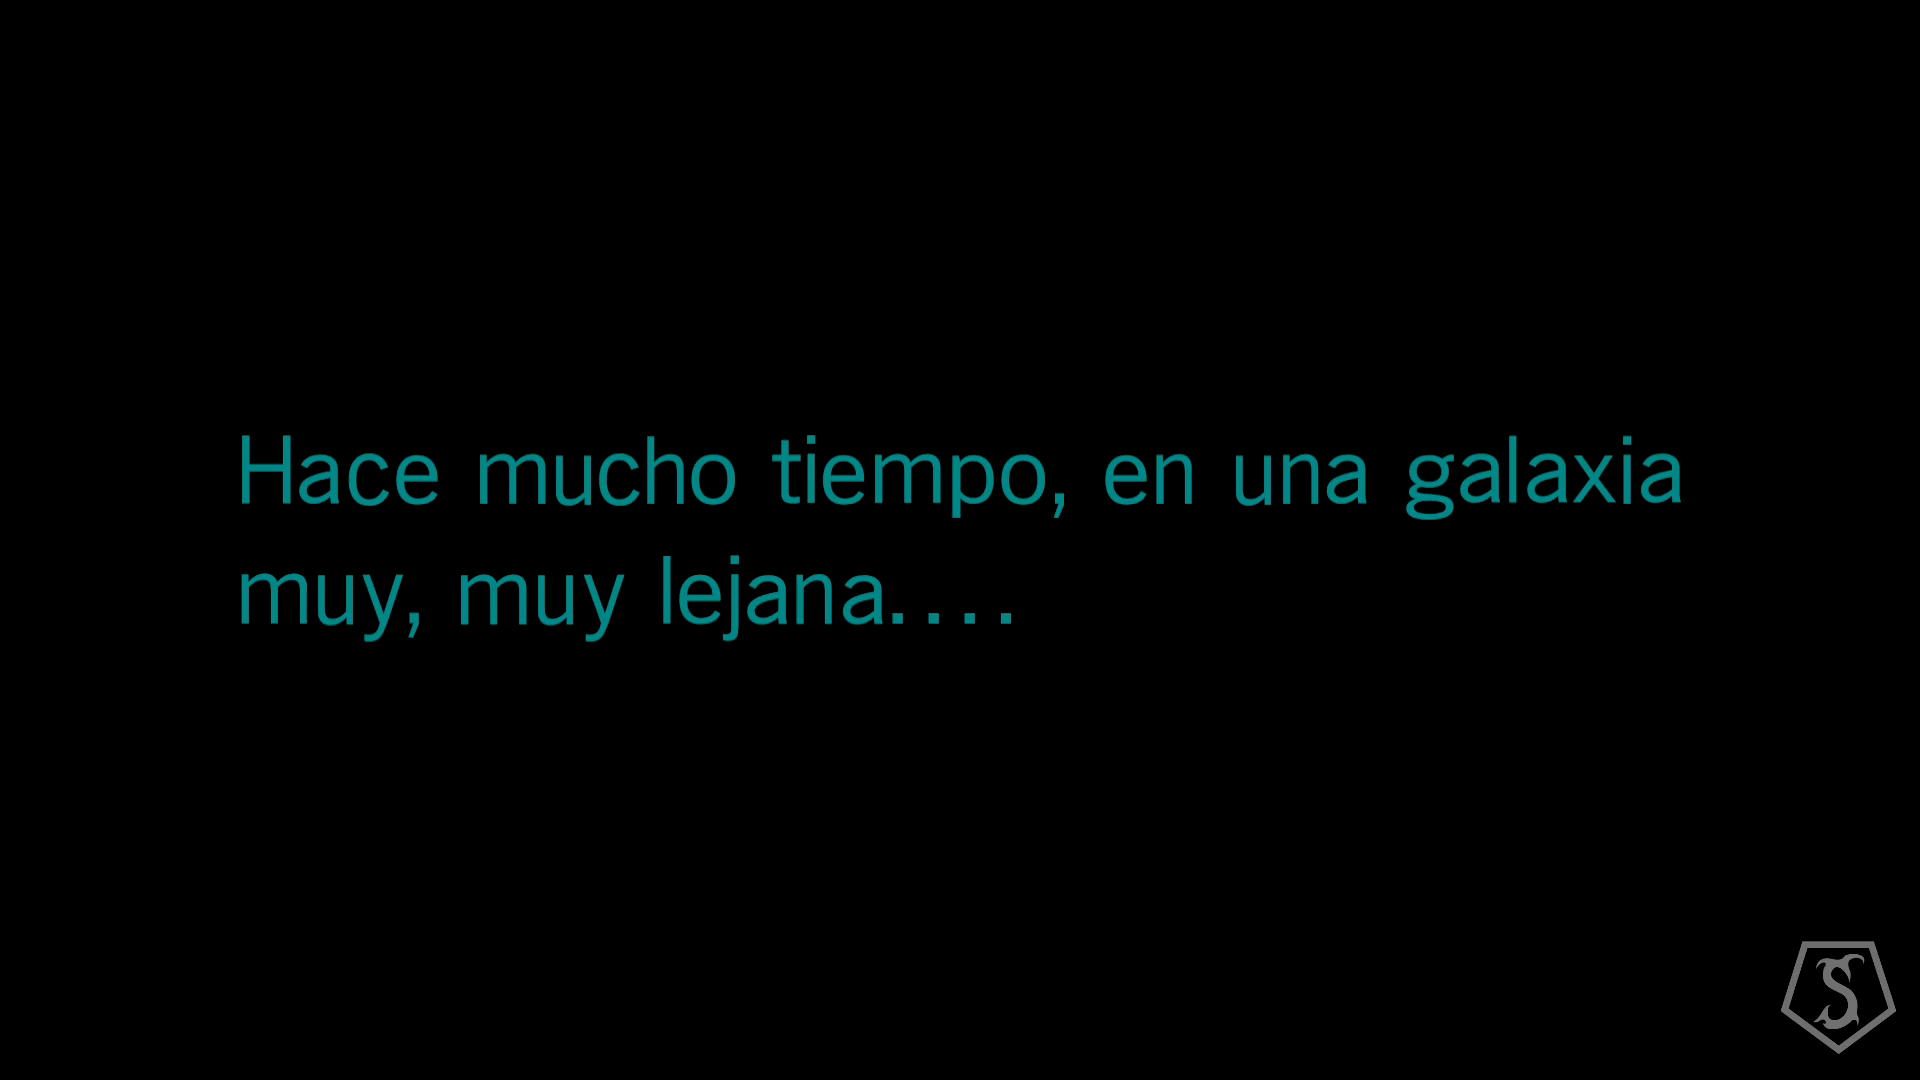 Hace mucho tiempo, en una galaxia
muy, muy lejana....
S